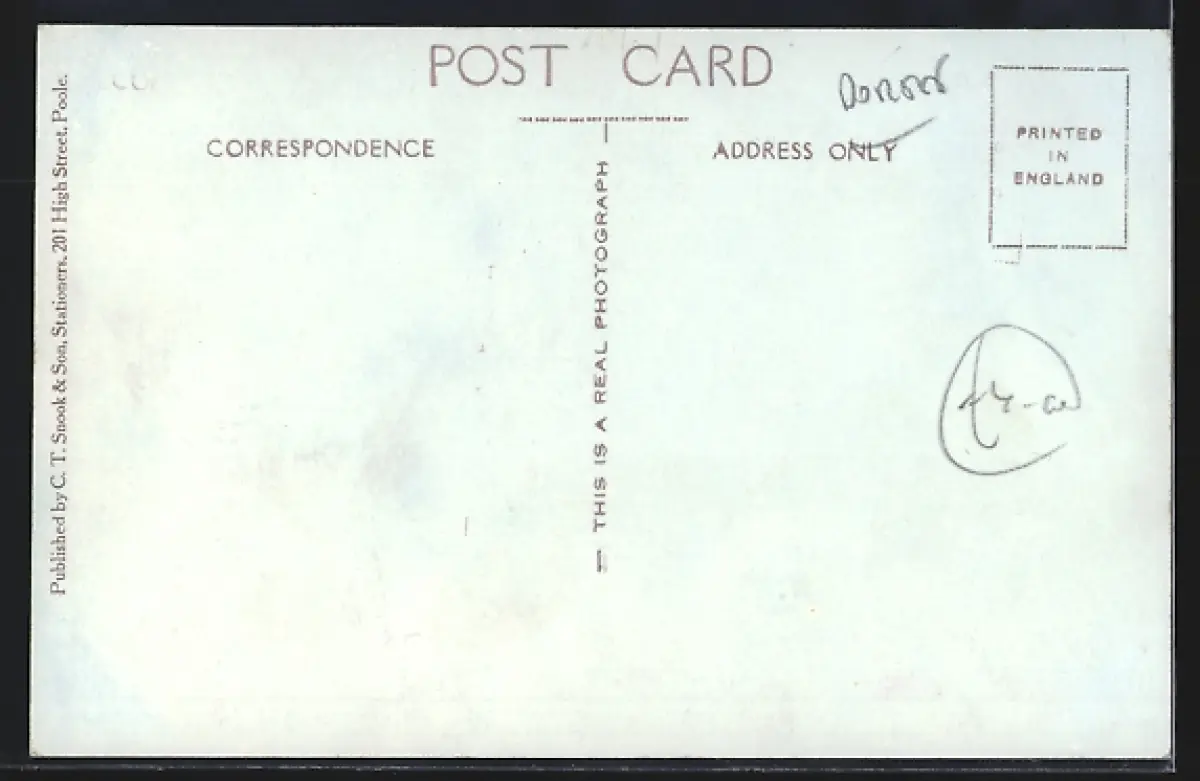 POST CARD
CORRESPONDENCE
ADDRESS ONLY
PRINTED
IN
ENGLAND
THIS IS A REAL PHOTOGRAPH
Published by C. T. Snook & Son, Stationers, 201 High Street, Poole.